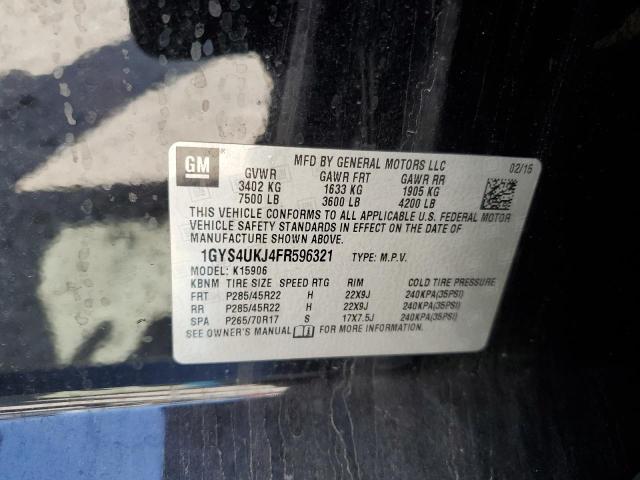 GM
MFD BY GENERAL MOTORS LLC
02/15
GVWR GAWR FRT GAWR RR
3402 KG 1633 KG 1905 KG
7500 LB 3600 LB 4200 LB
THIS VEHICLE CONFORMS TO ALL APPLICABLE U.S. FEDERAL MOTOR
VEHICLE SAFETY STANDARDS IN EFFECT ON THE DATE OF
MANUFACTURE SHOWN ABOVE.
1GYS4UKJ4FR596321 TYPE: M.P.V.
MODEL: K15906
KBNM TIRE SIZE SPEED RTG RIM COLD TIRE PRESSURE
FRT P285/45R22 H 22X9J 240KPA(35PSI)
RR P285/45R22 H 22X9J 240KPA(35PSI)
SPA P265/70R17 S 17X7.5J 240KPA(35PSI)
SEE OWNER'S MANUAL FOR MORE INFORMATION.